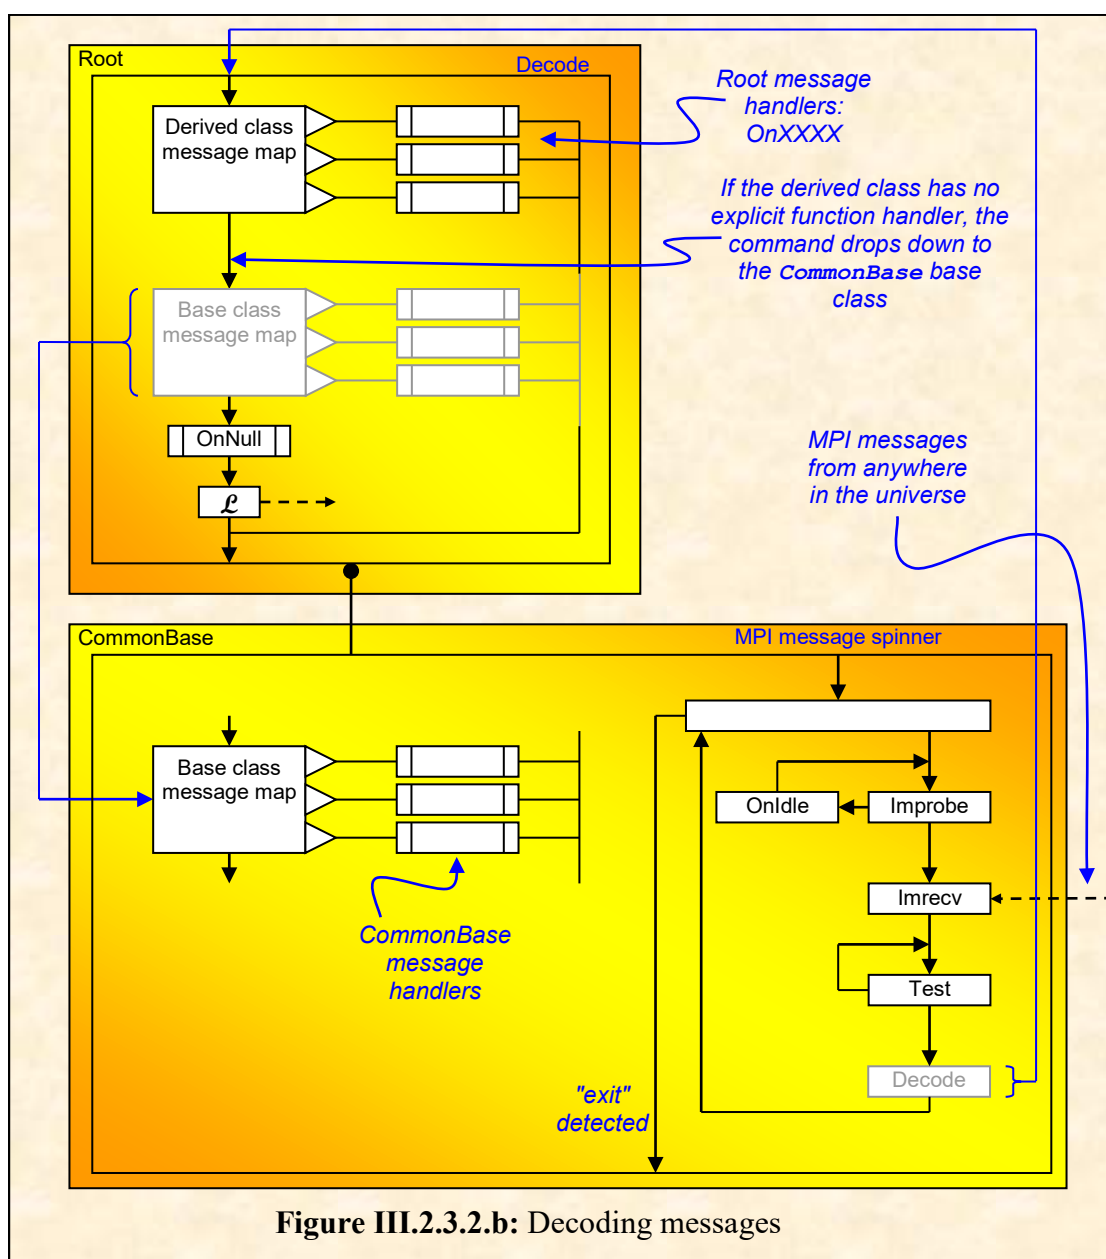 Root
Decode
Root message
handlers:
OnXXXX
Derived class
message map
If the derived class has no
explicit function handler, the
command drops down to
the CommonBase base
class
Base class
message map
OnNull
ℒ
MPI messages
from anywhere
in the universe
CommonBase
MPI message spinner
Base class
message map
OnIdle
Improbe
Imrecv
CommonBase
message
handlers
Test
Decode
"exit"
detected
Figure III.2.3.2.b: Decoding messages